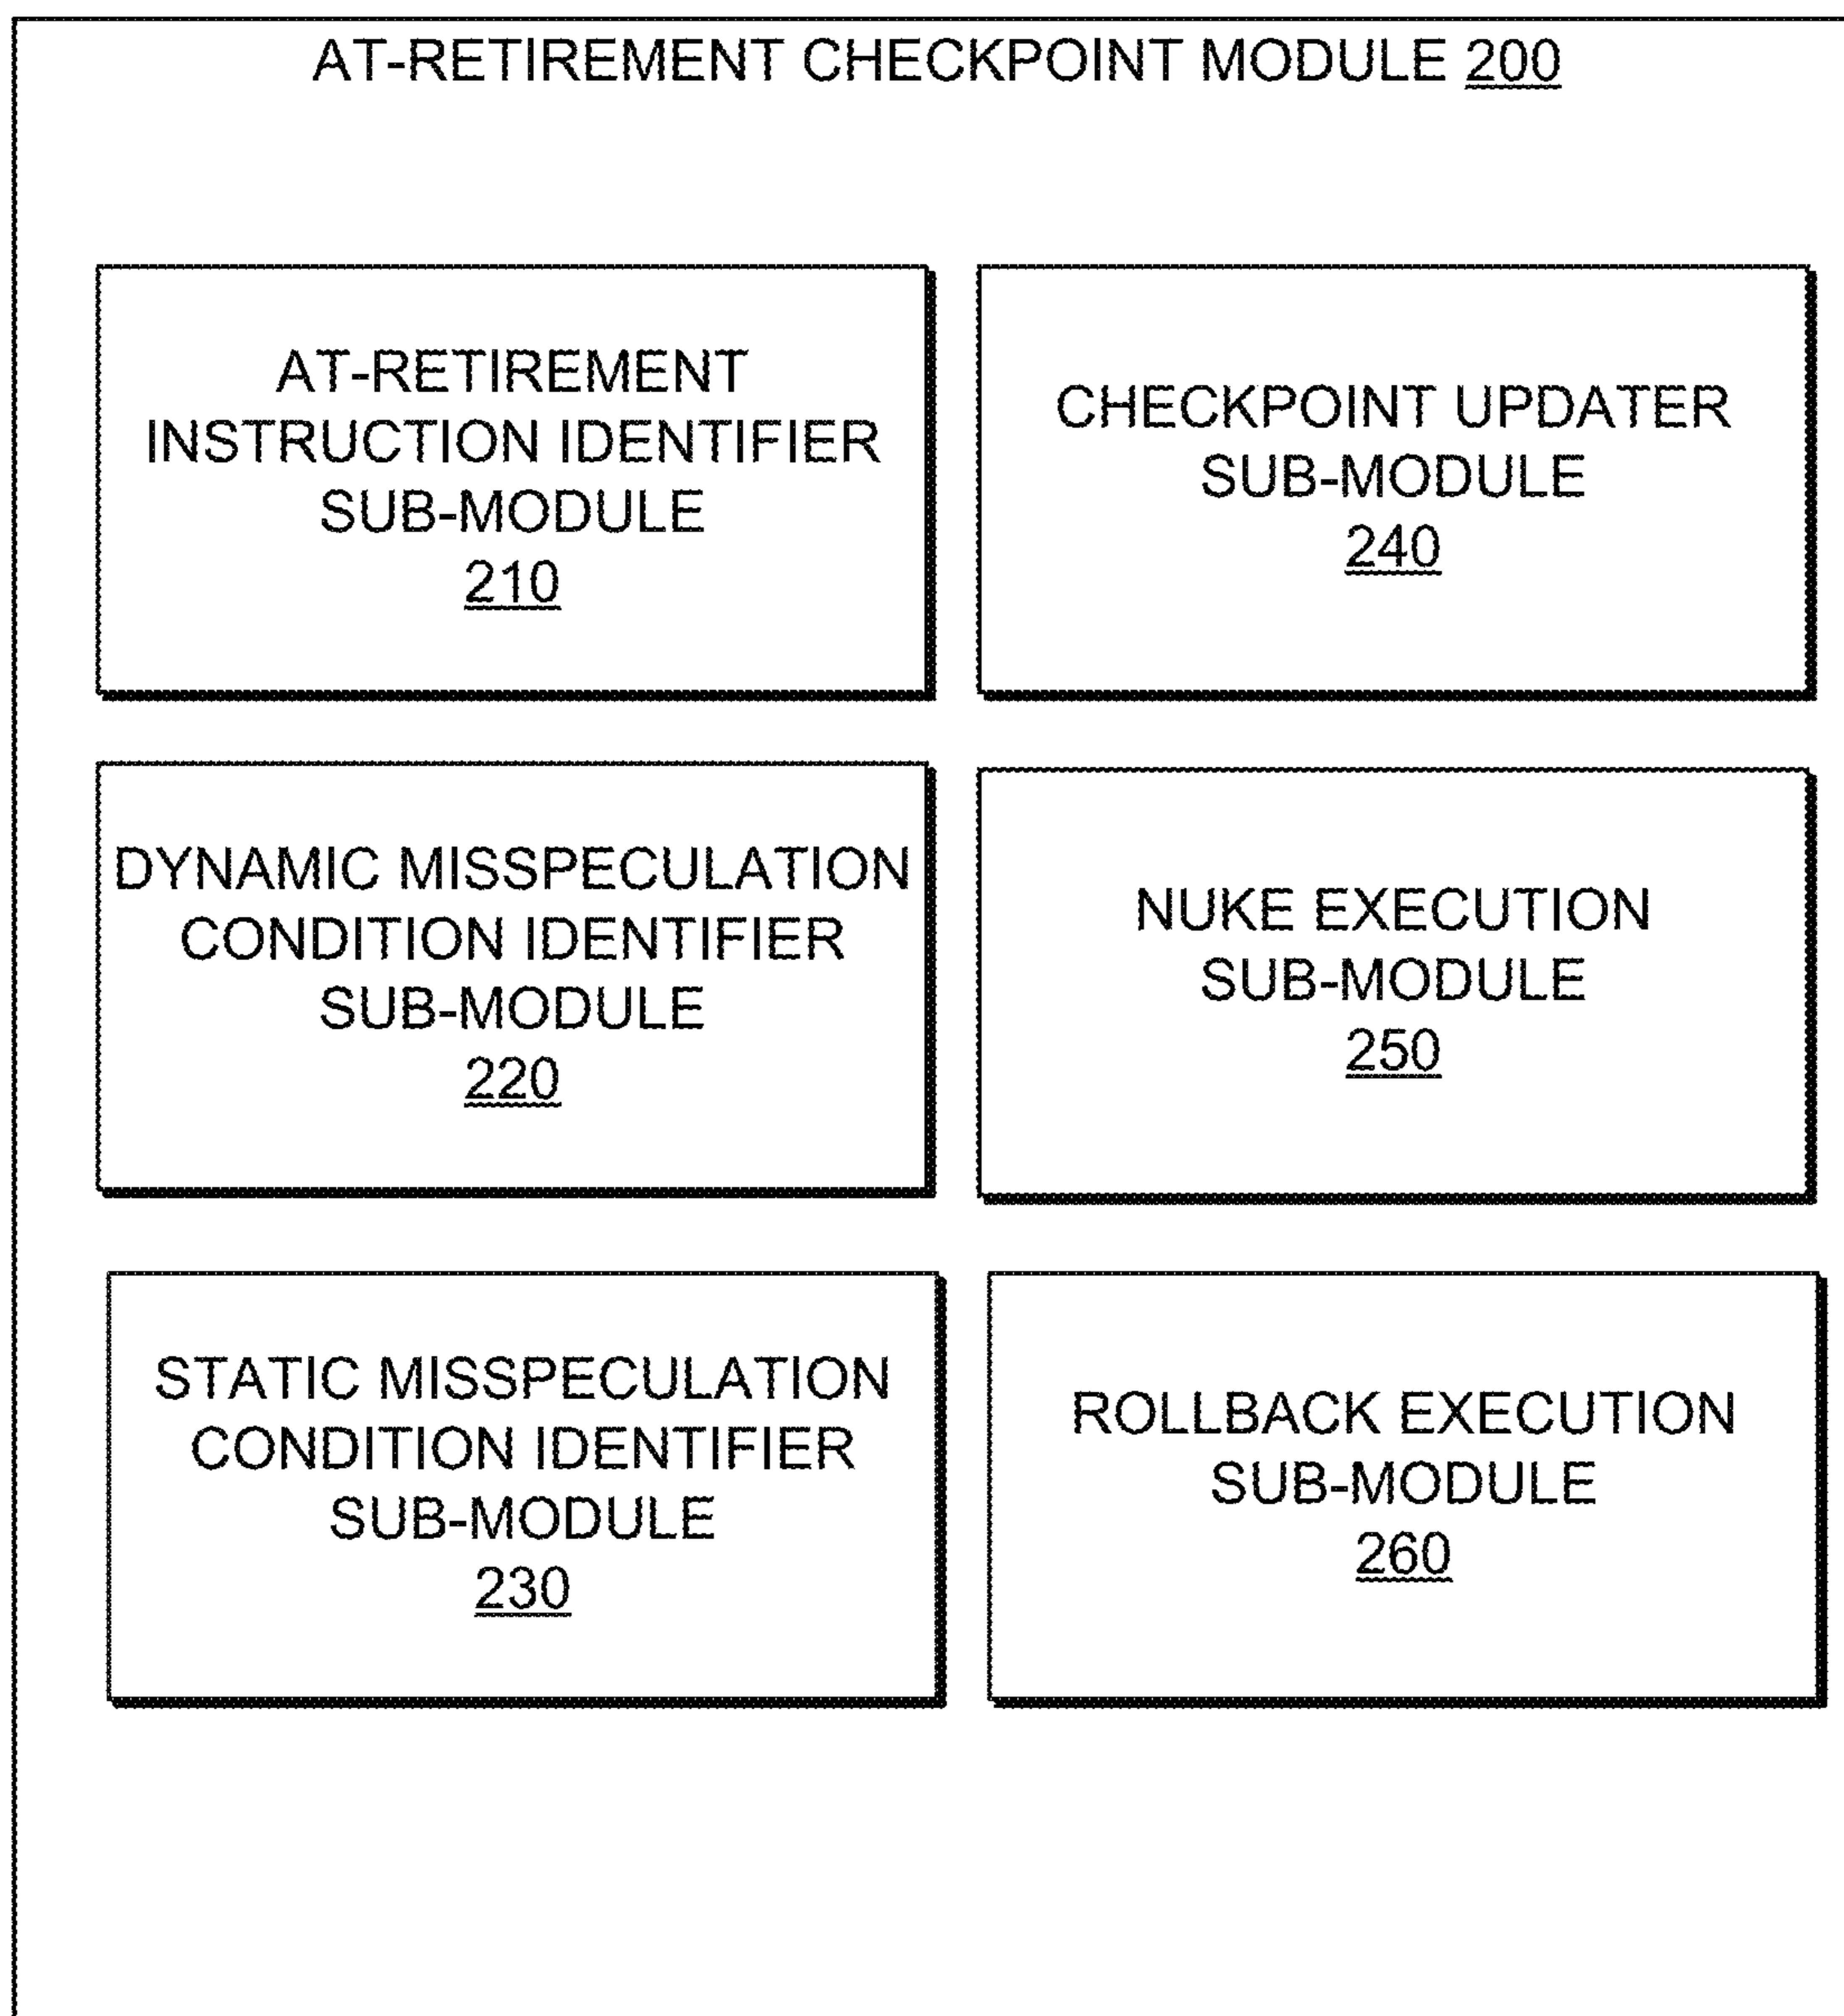 AT-RETIREMENT CHECKPOINT MODULE 200
AT-RETIREMENT
INSTRUCTION IDENTIFIER
SUB-MODULE
210
CHECKPOINT UPDATER
SUB-MODULE
240
DYNAMIC MISSPECULATION
CONDITION IDENTIFIER
SUB-MODULE
220
NUKE EXECUTION
SUB-MODULE
250
STATIC MISSPECULATION
CONDITION IDENTIFIER
SUB-MODULE
230
ROLLBACK EXECUTION
SUB-MODULE
260